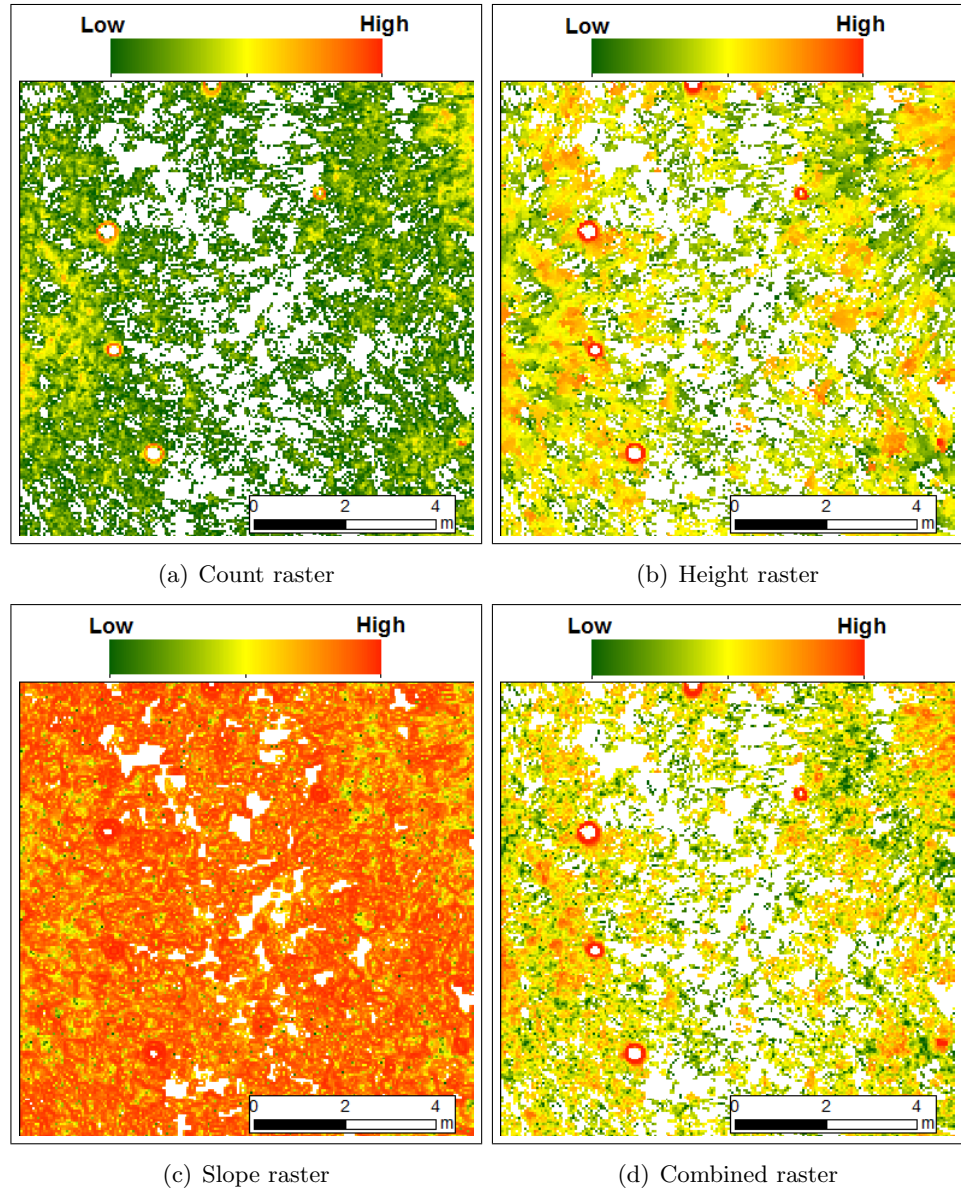 Low High
0 2 4
m
(a) Count raster
Low High
0 2 4
m
(b) Height raster
Low High
0 2 4
m
(c) Slope raster
Low High
0 2 4
m
(d) Combined raster